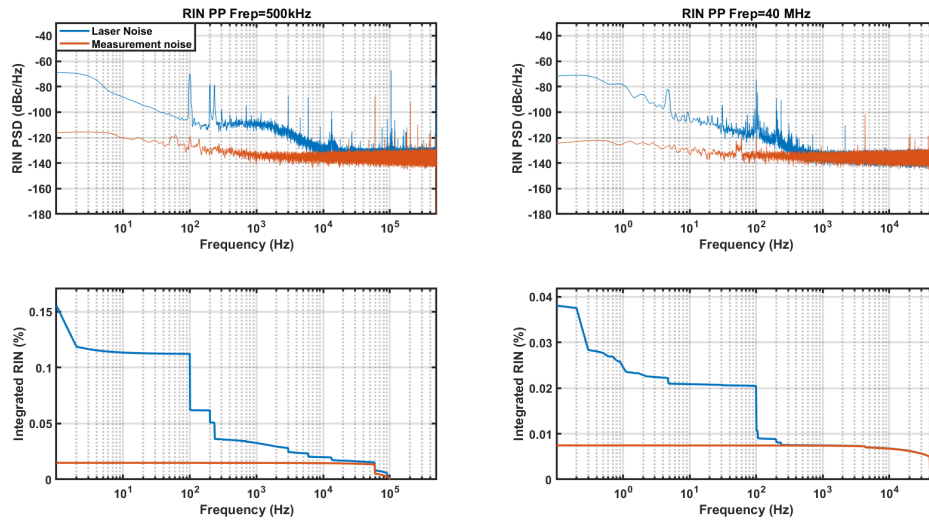 RIN PP Frep=500kHz
RIN PP Frep=40 MHz
Laser Noise
Measurement noise
RIN PSD (dBc/Hz)
-40
-60
-80
-100
-120
-140
-160
-180
10^1 10^2 10^3 10^4 10^5
Frequency (Hz)
RIN PSD (dBc/Hz)
-40
-60
-80
-100
-120
-140
-160
-180
10^0 10^1 10^2 10^3 10^4
Frequency (Hz)
Integrated RIN (%)
0.15
0.1
0.05
0
10^1 10^2 10^3 10^4 10^5
Frequency (Hz)
Integrated RIN (%)
0.04
0.03
0.02
0.01
0
10^0 10^1 10^2 10^3 10^4
Frequency (Hz)